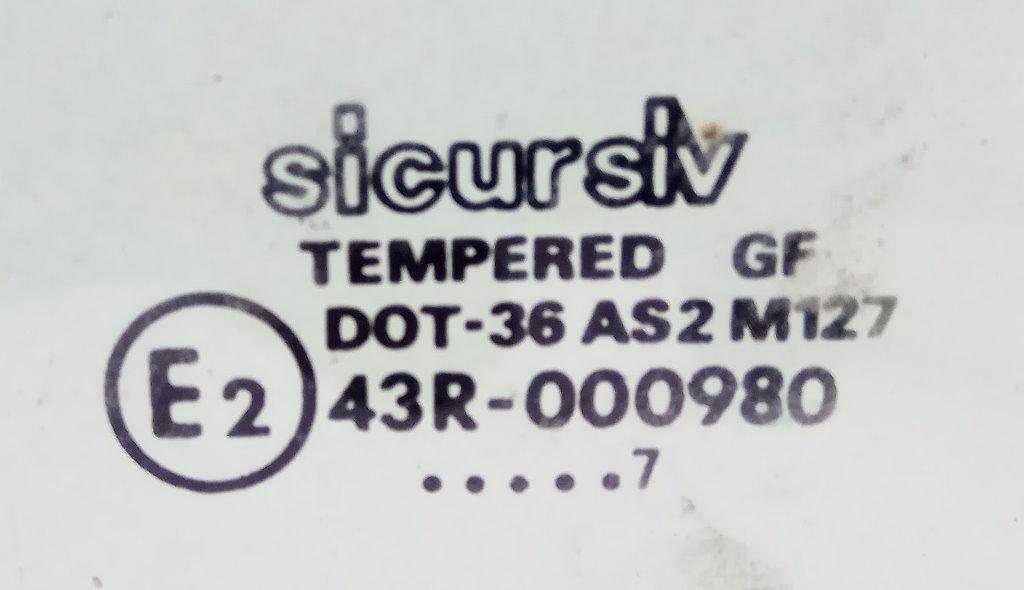 sicursiv
TEMPERED GF
DOT-36 AS2 M127
E2 43R-000980
.....7